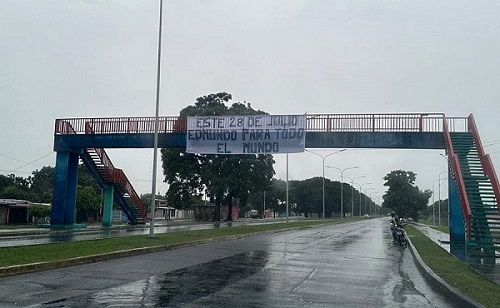 ESTE 28 DE JULIO
EDMUNDO PARA TODO
EL MUNDO